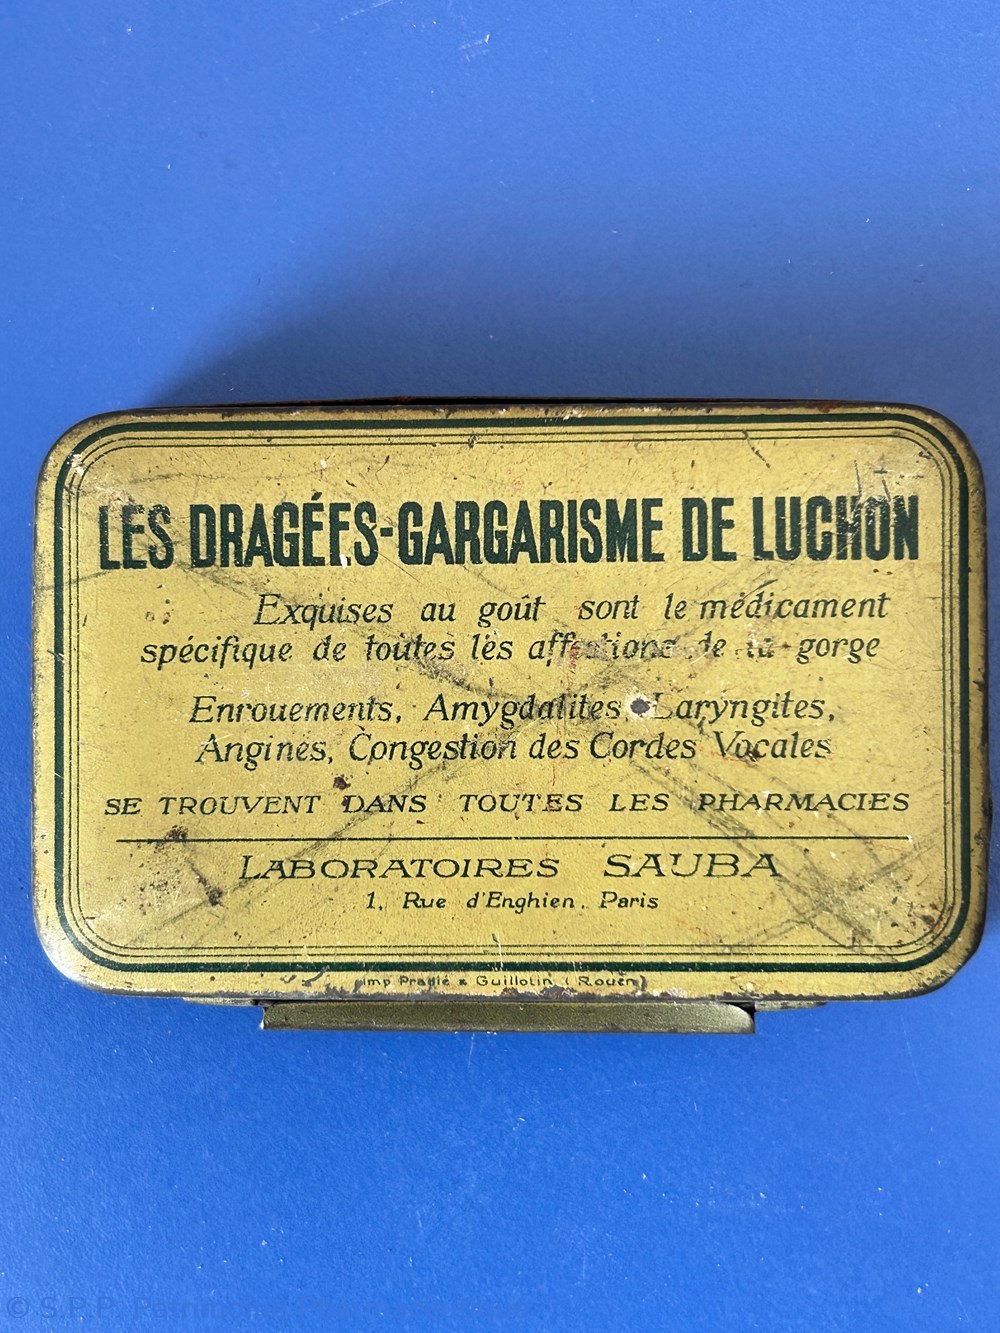 LES DRAGÉES-GARGARISME DE LUCHON
Exquises au goût sont le médicament
spécifique de toutes les affections de la gorge
Enrouements, Amygdalites, Laryngites,
Angines, Congestion des Cordes Vocales
SE TROUVENT DANS TOUTES LES PHARMACIES
LABORATOIRES SAUBA
1, Rue d'Enghien. Paris
imp Pradié & Guillotin (Rouen)
© S.P.P.